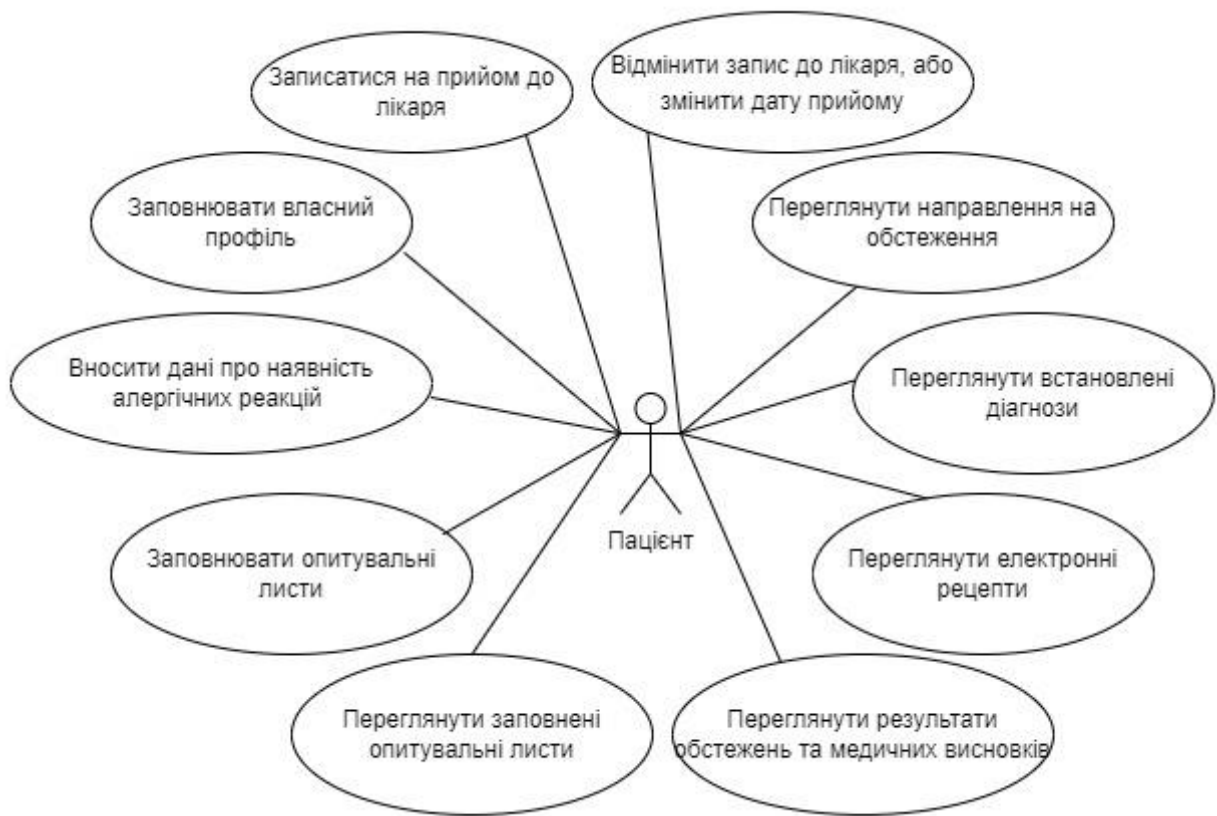 Записатися на прийом до
лікаря
Відмінити запис до лікаря, або
змінити дату прийому
Заповнювати власний
профіль
Переглянути направлення на
обстеження
Вносити дані про наявність
алергічних реакцій
Переглянути встановлені
діагнози
Пацієнт
Заповнювати опитувальні
листи
Переглянути електронні
рецепти
Переглянути заповнені
опитувальні листи
Переглянути результати
обстежень та медичних висновків